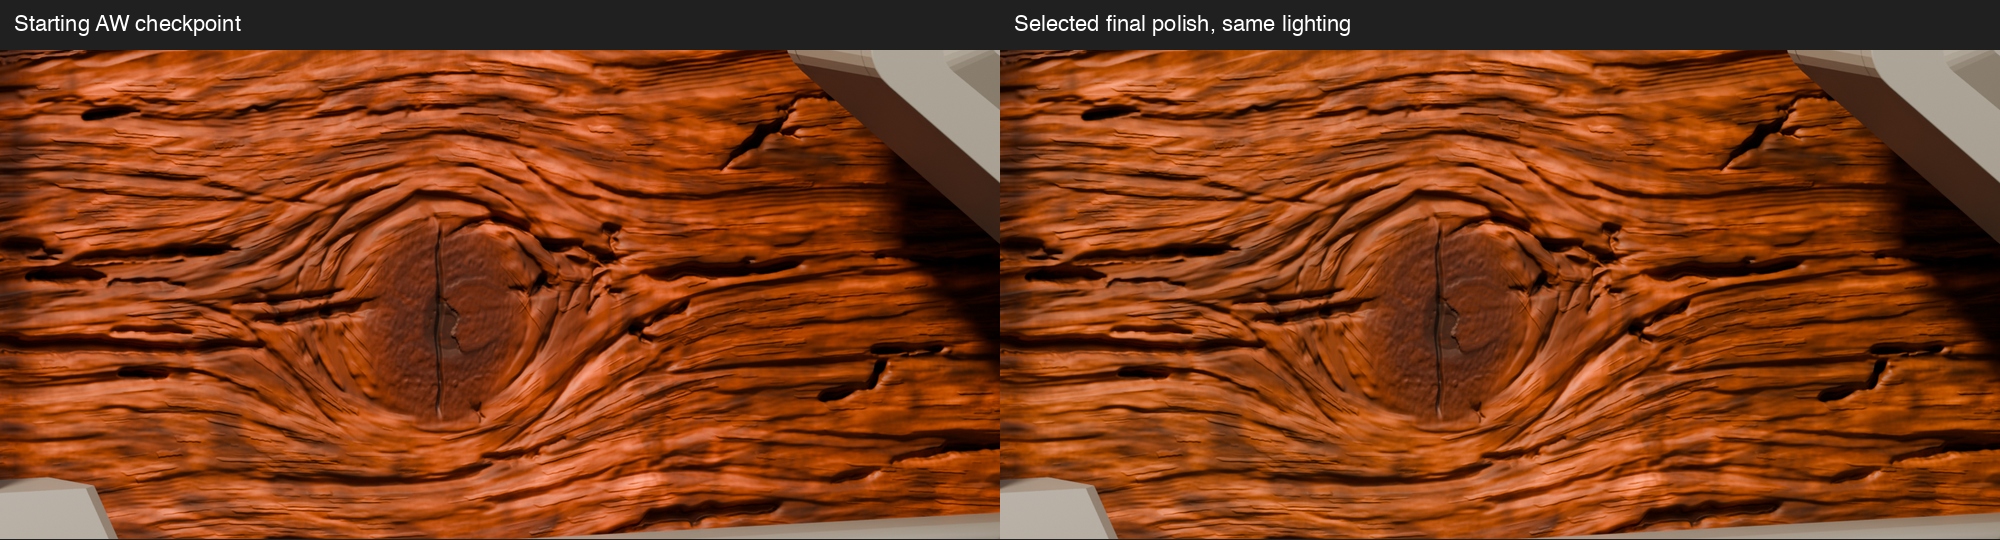 Starting AW checkpoint
Selected final polish, same lighting